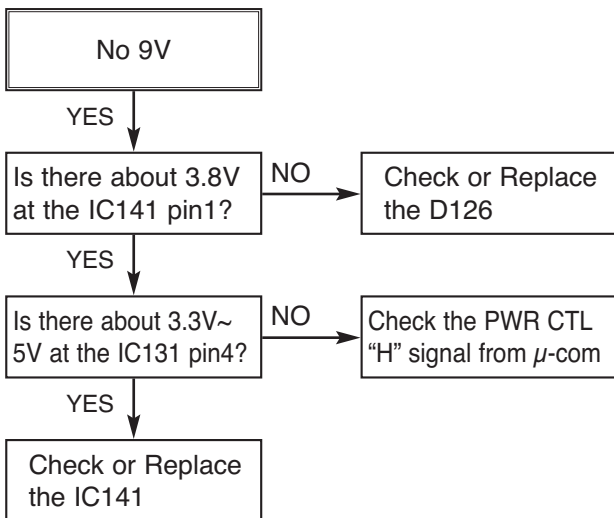 No 9V
YES
Is there about 3.8V
at the IC141 pin1?
NO
Check or Replace
the D126
YES
Is there about 3.3V~
5V at the IC131 pin4?
NO
Check the PWR CTL
“H” signal from µ-com
YES
Check or Replace
the IC141